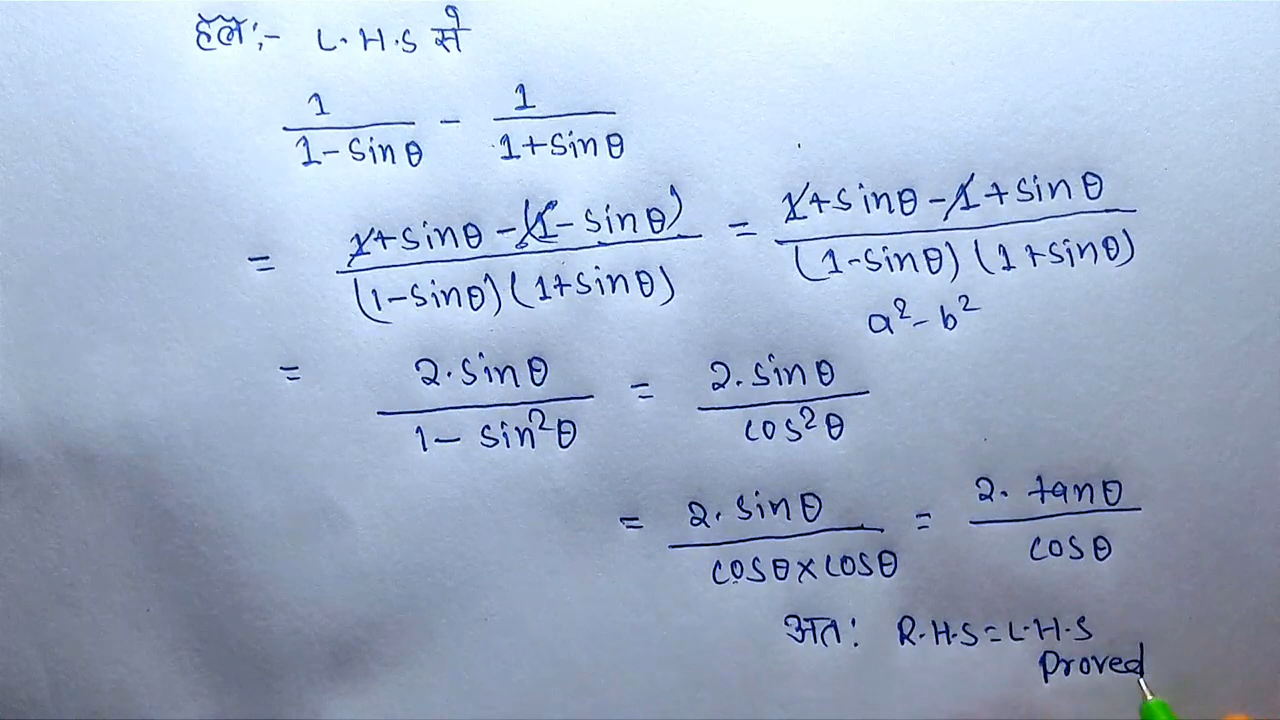 हल:- L.H.S से
1/(1-sinθ) - 1/(1+sinθ)
= (1+sinθ-(1-sinθ))/((1-sinθ)(1+sinθ)) = (1+sinθ-1+sinθ)/((1-sinθ)(1+sinθ))
a²-b²
= (2.sinθ)/(1-sin²θ) = (2.sinθ)/(cos²θ)
= (2.sinθ)/(cosθ×cosθ) = (2.tanθ)/(cosθ)
अत: R.H.S=L.H.S
Proved